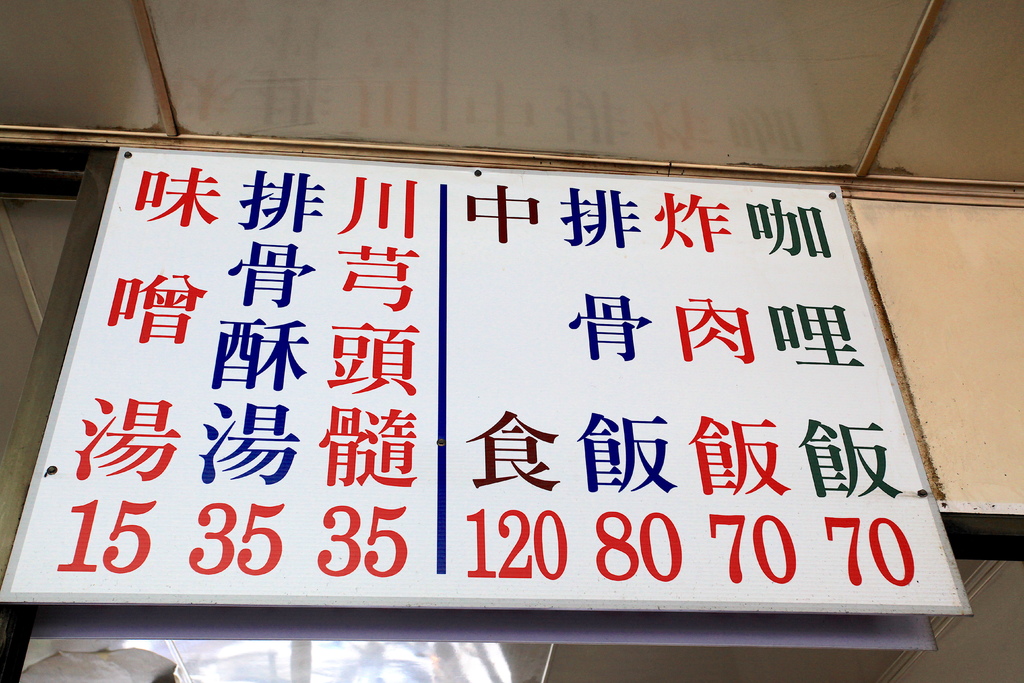 咖哩飯 70
炸肉飯 70
排骨飯 80
中食 120
川芎頭髓 35
排骨酥湯 35
味噌湯 15